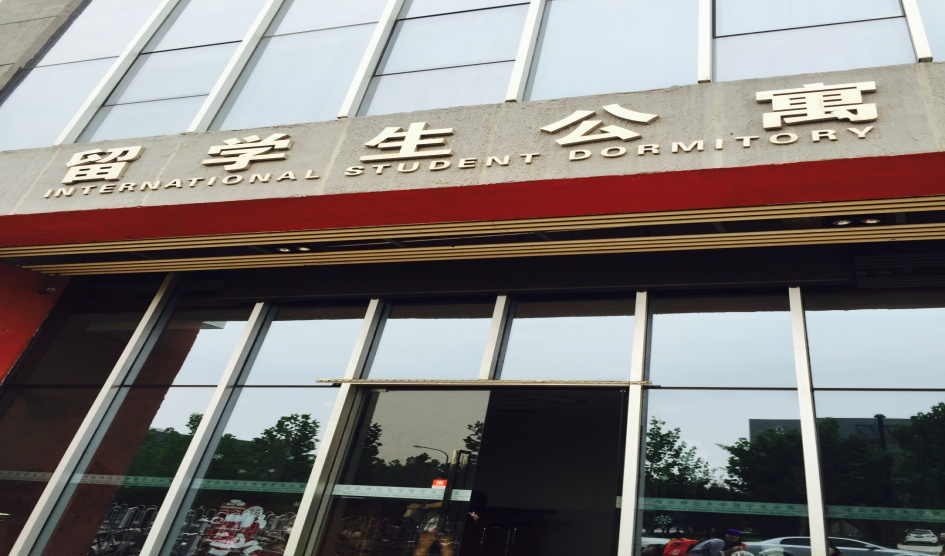 留学生公寓
INTERNATIONAL STUDENT DORMITORY